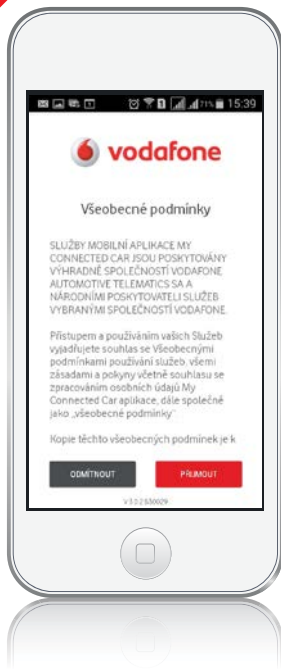 71% 15:39
vodafone
Všeobecné podmínky
SLUŽBY MOBILNÍ APLIKACE MY
CONNECTED CAR JSOU POSKYTOVÁNY
VÝHRADNĚ SPOLEČNOSTÍ VODAFONE
AUTOMOTIVE TELEMATICS SA A
NÁRODNÍMI POSKYTOVATELI SLUŽEB
VYBRANÝMI SPOLEČNOSTÍ VODAFONE.
Přístupem a používáním vašich Služeb
vyjadřujete souhlas se Všeobecnými
podmínkami používání služeb, všemi
zásadami a pokyny včetně souhlasu se
zpracováním osobních údajů My
Connected Car aplikace, dále společně
jako „všeobecné podmínky"
Kopie těchto všeobecných podmínek je k
ODMÍTNOUT PŘIJMOUT